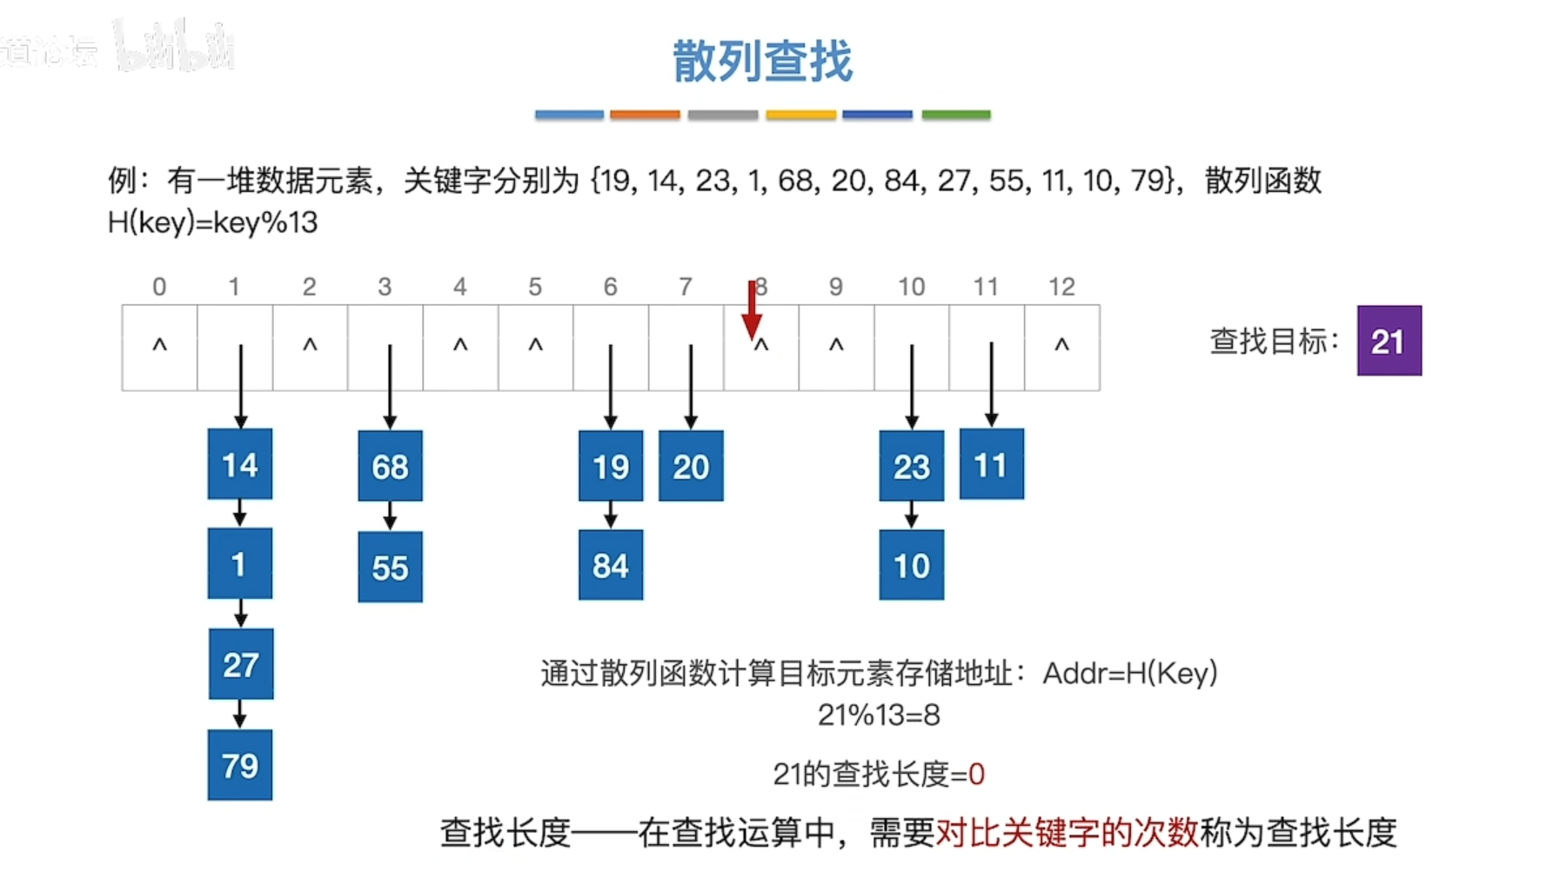 道论坛 bilibili
散列查找
例：有一堆数据元素，关键字分别为 {19, 14, 23, 1, 68, 20, 84, 27, 55, 11, 10, 79}，散列函数
H(key)=key%13
0 1 2 3 4 5 6 7 8 9 10 11 12
^ ^ ^ ^ ^ ^ ^
查找目标： 21
14 68 19 20 23 11
1 55 84 10
27
通过散列函数计算目标元素存储地址：Addr=H(Key)
21%13=8
79
21的查找长度=0
查找长度——在查找运算中，需要对比关键字的次数称为查找长度